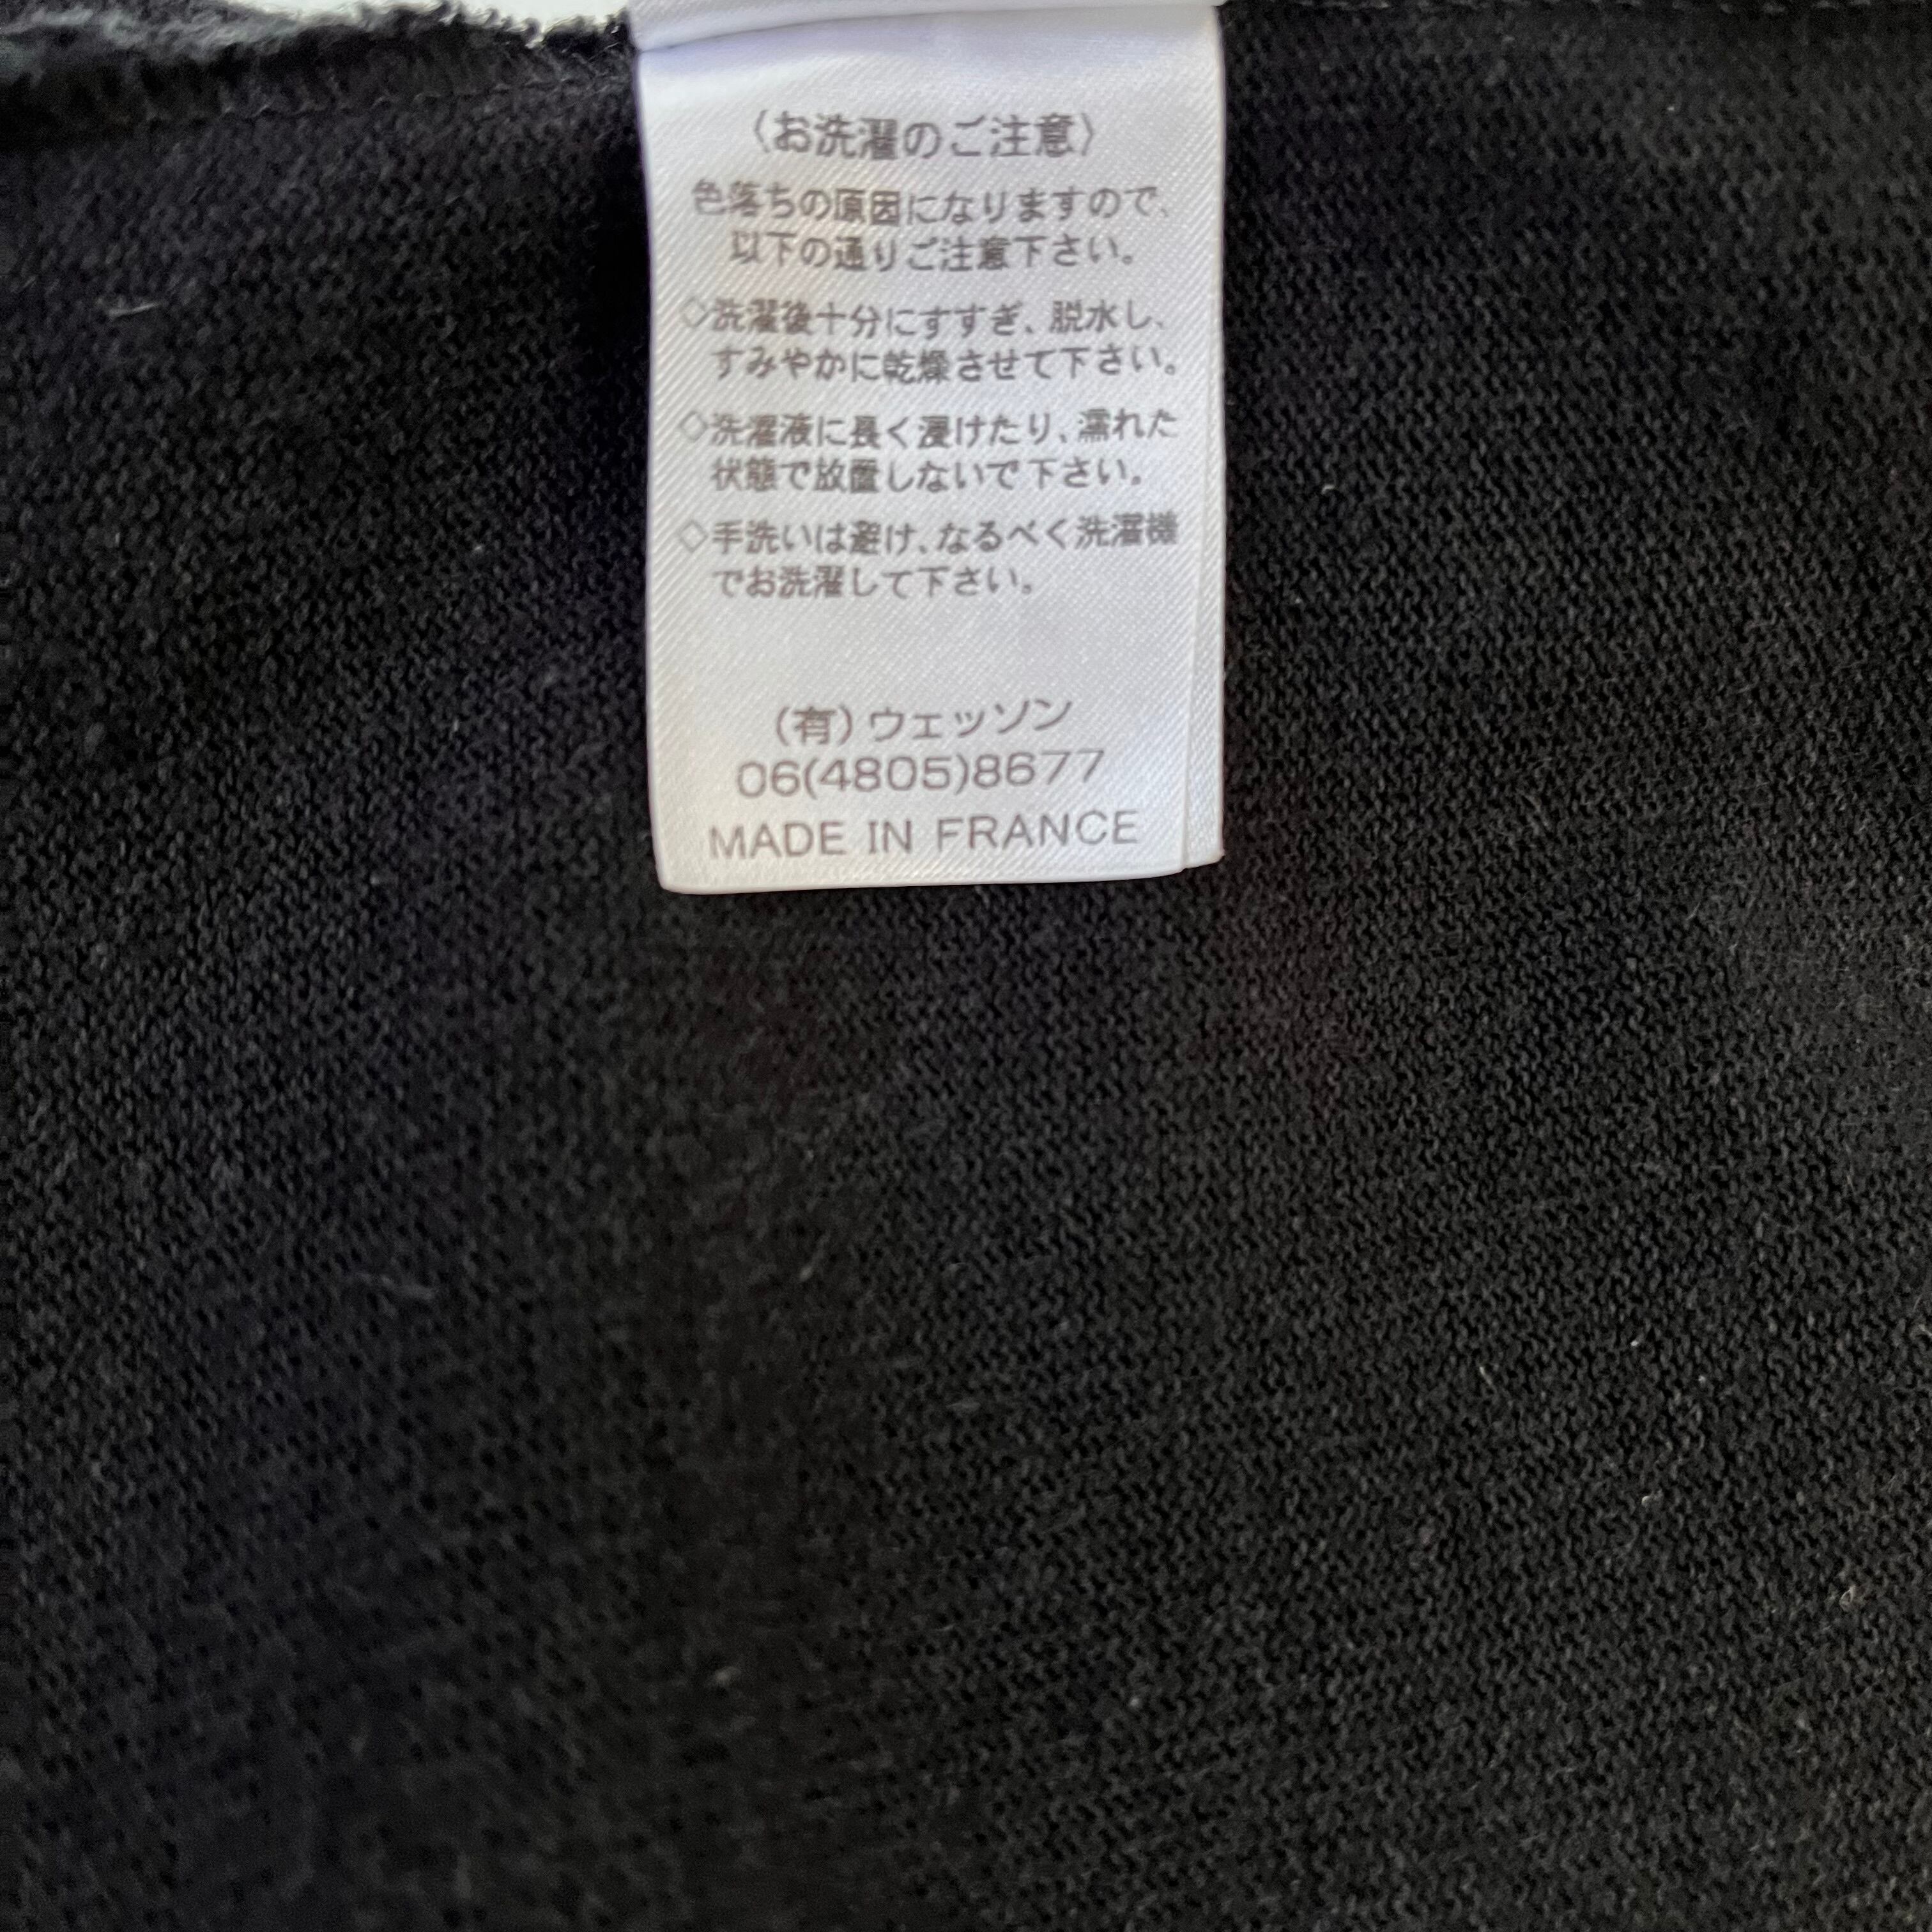 〈お洗濯のご注意〉
色落ちの原因になりますので、
以下の通りご注意下さい。
◇洗濯後十分にすすぎ、脱水し、
すみやかに乾燥させて下さい。
◇洗濯液に長く浸けたり、濡れた
状態で放置しないで下さい。
◇手洗いは避け、なるべく洗濯機
でお洗濯して下さい。
(有)ウェッソン
06(4805)8677
MADE IN FRANCE